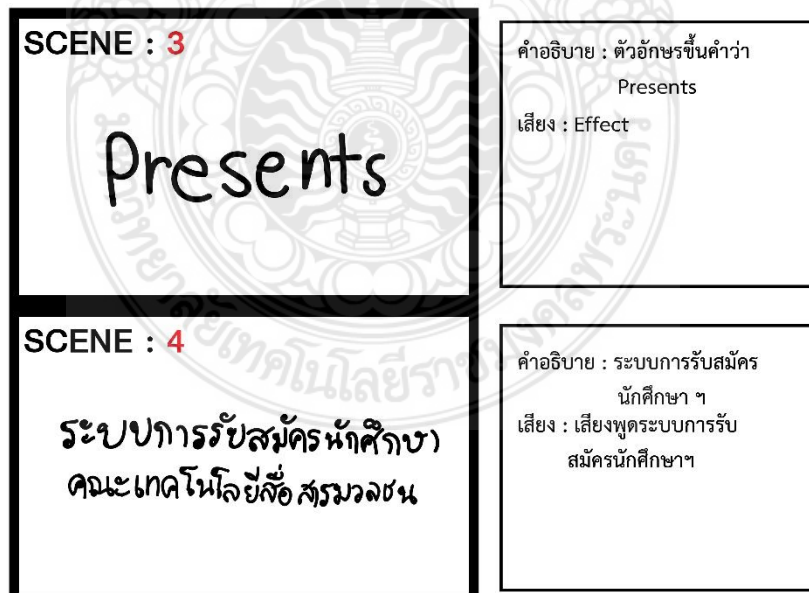 SCENE : 3
Presents
คำอธิบาย : ตัวอักษรขึ้นคำว่า
Presents
เสียง : Effect
SCENE : 4
ระบบการรับสมัครนักศึกษา
คณะเทคโนโลยีสื่อสารมวลชน
คำอธิบาย : ระบบการรับสมัคร
นักศึกษา ฯ
เสียง : เสียงพูดระบบการรับ
สมัครนักศึกษาฯ